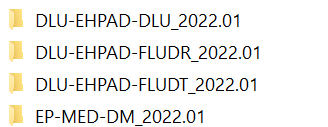 DLU-EHPAD-DLU_2022.01
DLU-EHPAD-FLUDR_2022.01
DLU-EHPAD-FLUDT_2022.01
EP-MED-DM_2022.01